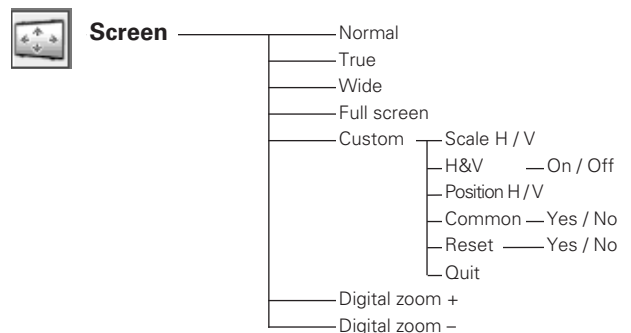 Screen Normal
True
Wide
Full screen
Custom Scale H / V
H&V On / Off
Position H / V
Common Yes / No
Reset Yes / No
Quit
Digital zoom +
Digital zoom –